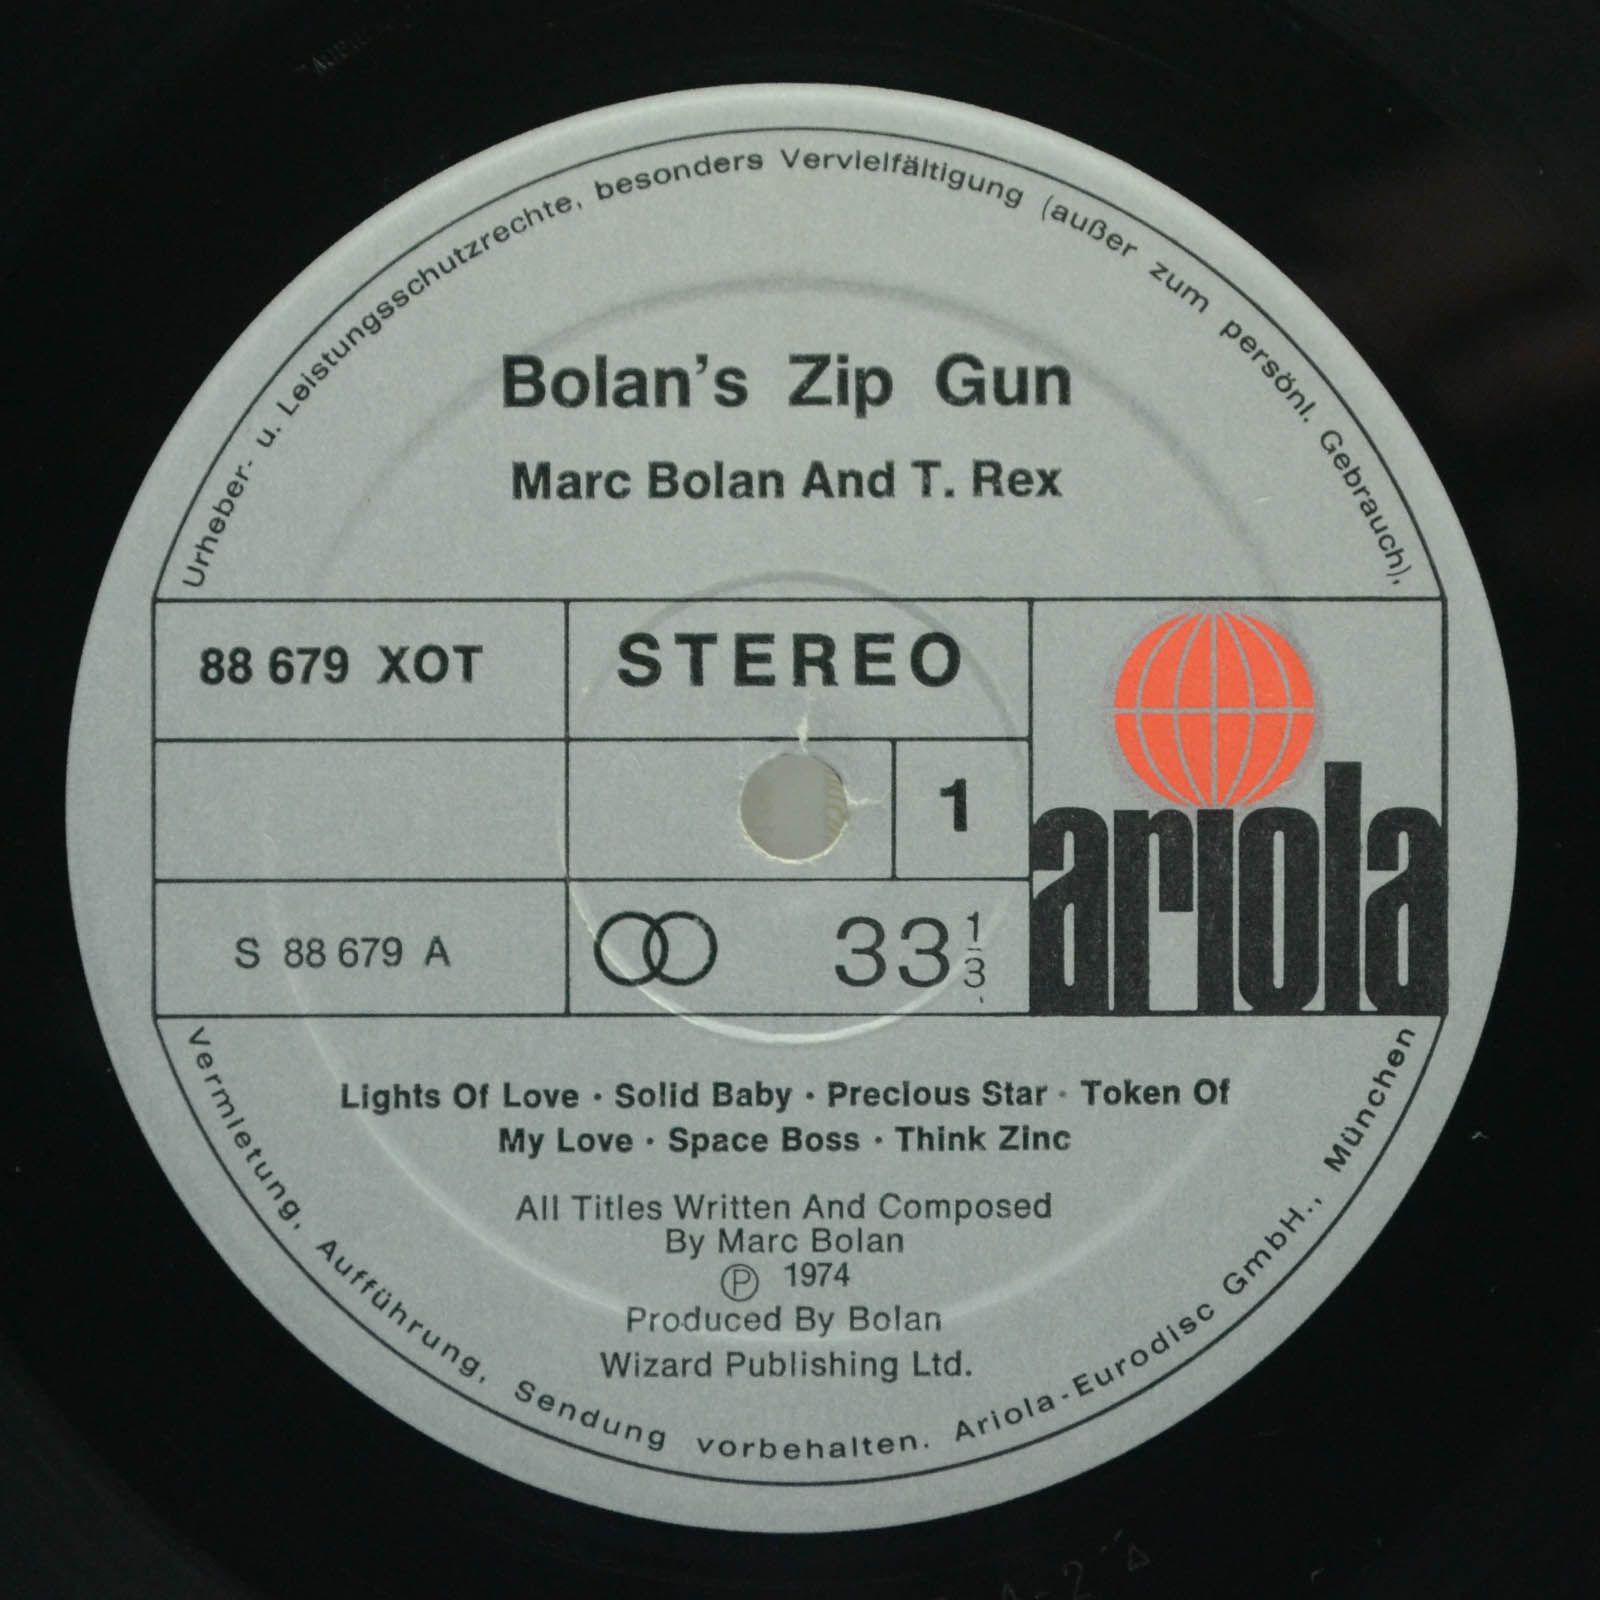 Urheber- u. Leistungsschutzrechte, besonders Vervielfältigung (außer zum persönl. Gebrauch),
Bolan's Zip Gun
Marc Bolan And T. Rex
88 679 XOT
STEREO
1
S 88 679 A
33 1/3
ariola
Lights Of Love · Solid Baby · Precious Star · Token Of
My Love · Space Boss · Think Zinc
All Titles Written And Composed
By Marc Bolan
Ⓟ 1974
Produced By Bolan
Wizard Publishing Ltd.
Vermietung, Aufführung, Sendung vorbehalten. Ariola-Eurodisc GmbH., München